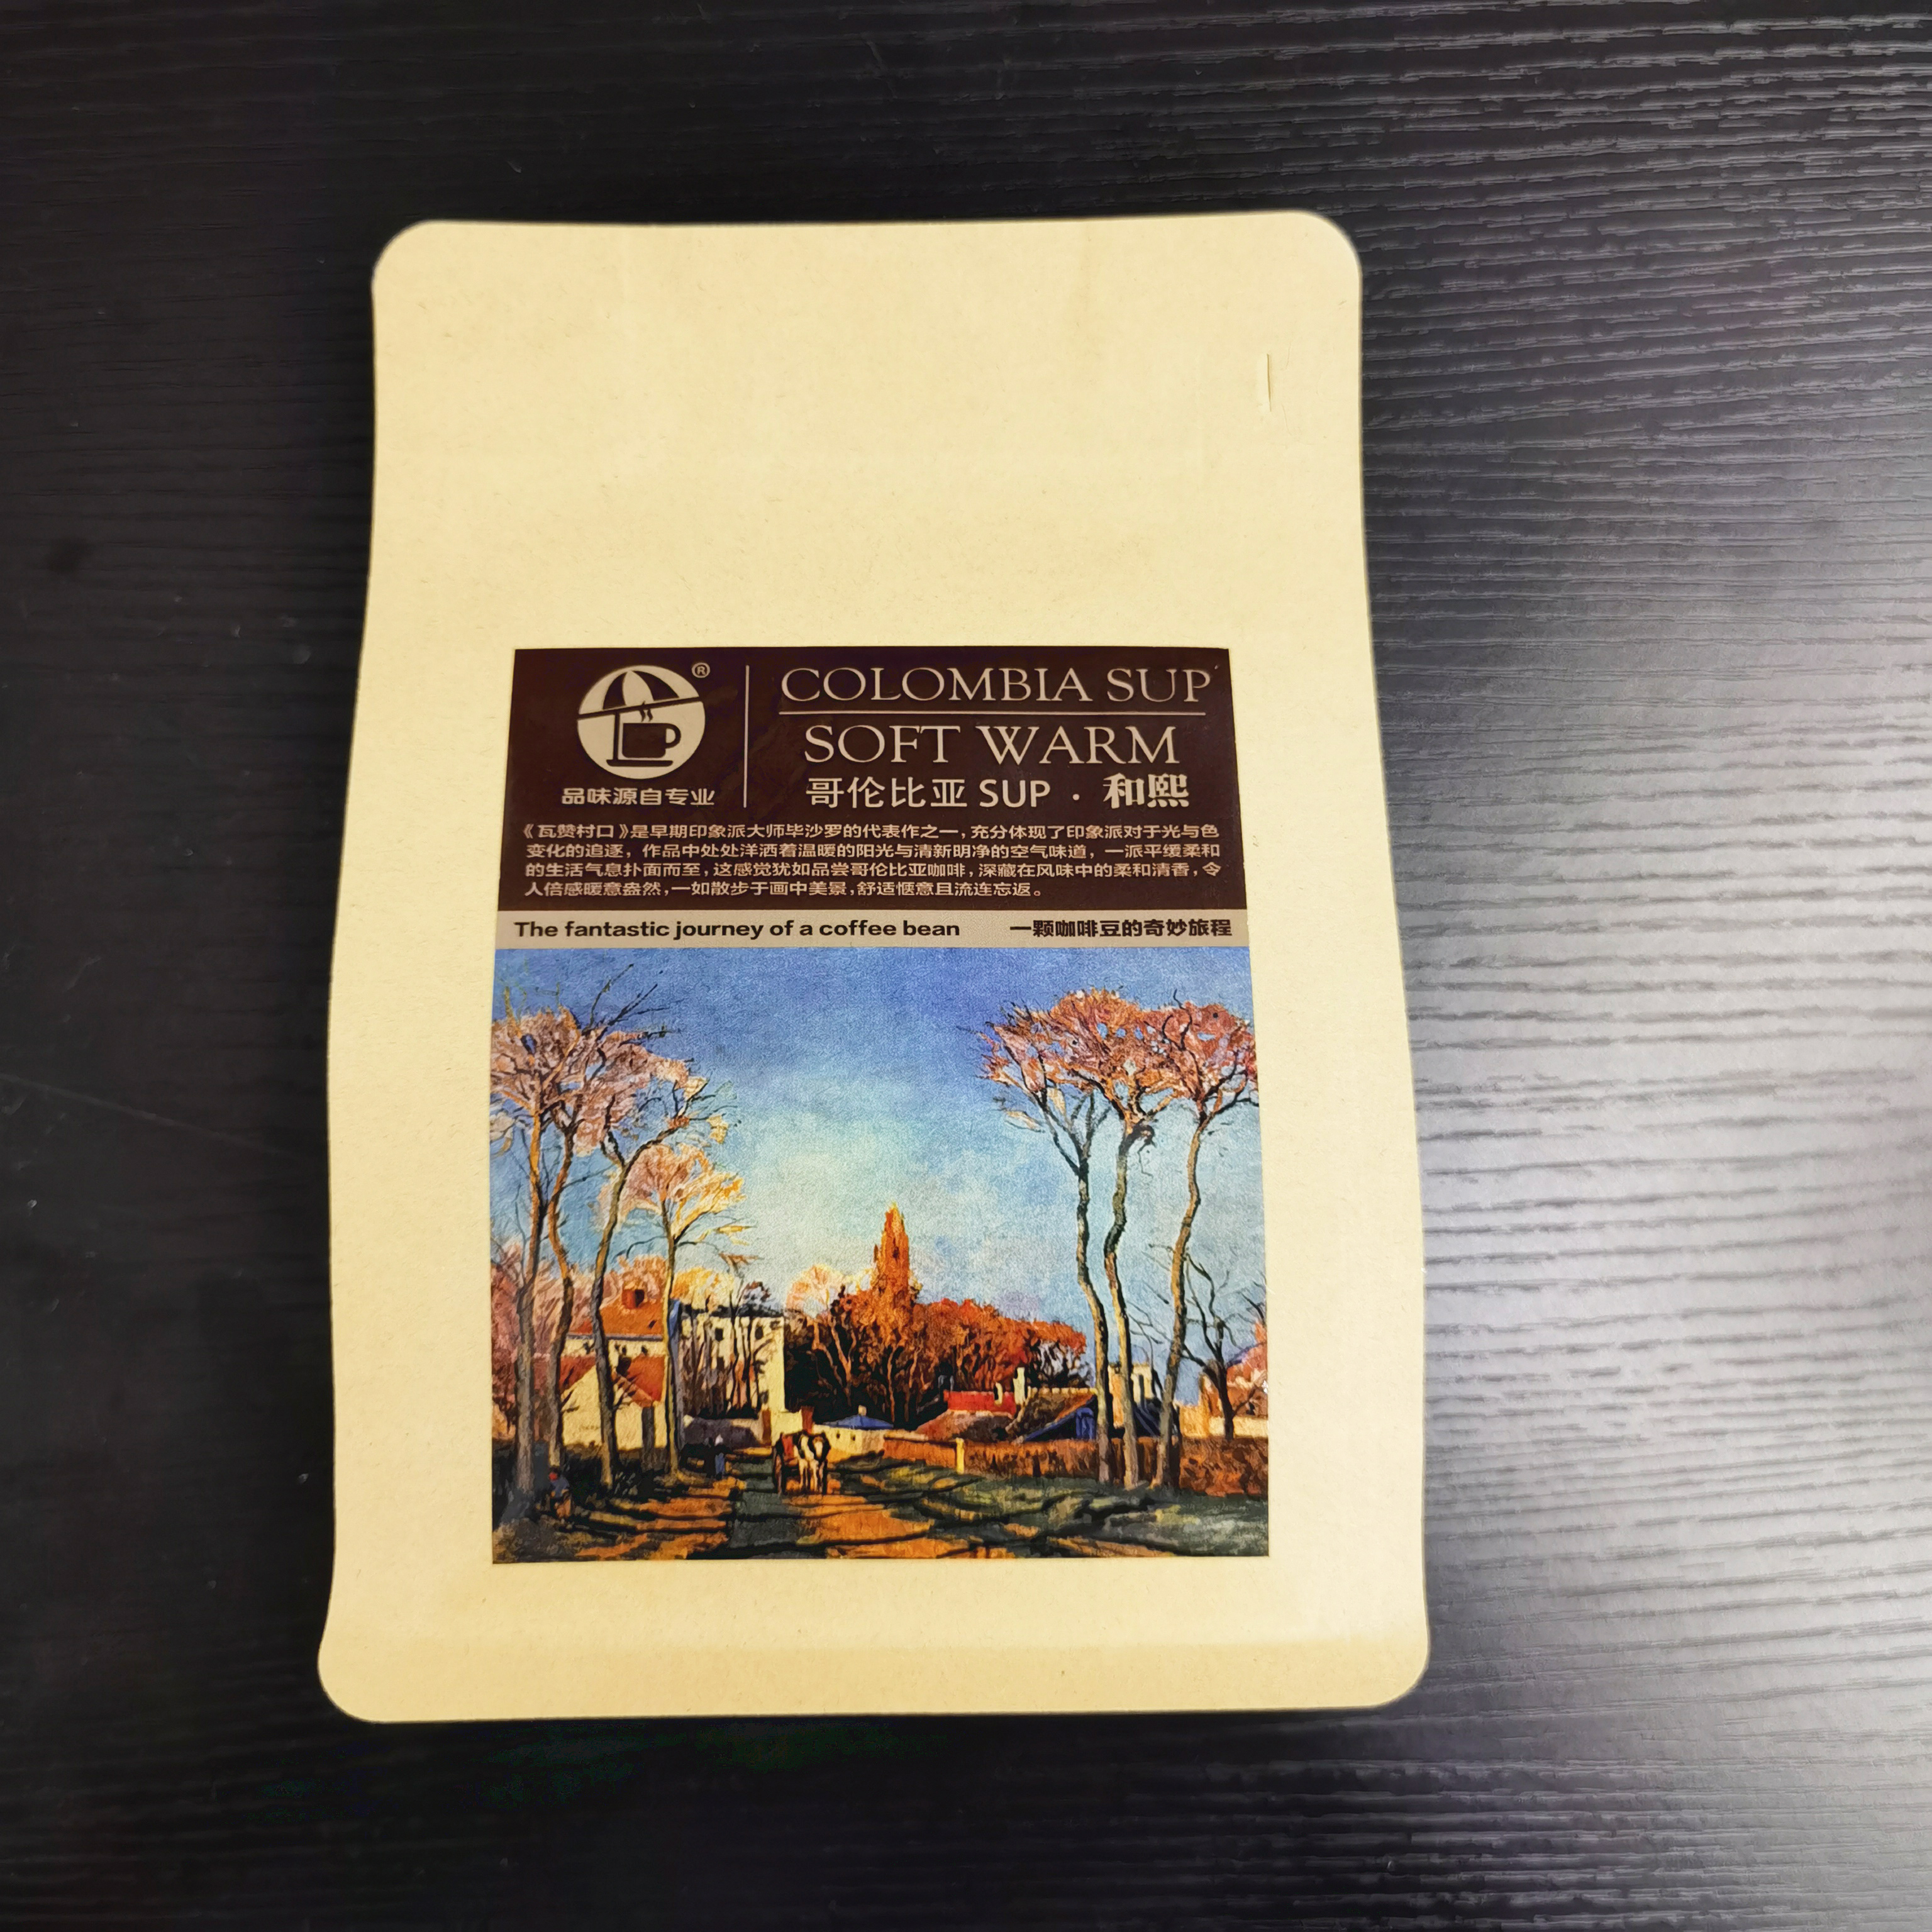 ®
品味源自专业
COLOMBIA SUP
SOFT WARM
哥伦比亚 SUP · 和熙
《瓦赞村口》是早期印象派大师毕沙罗的代表作之一，充分体现了印象派对于光与色
变化的追逐，作品中处处洋洒着温暖的阳光与清新明净的空气味道，一派平缓柔和
的生活气息扑面而至，这感觉犹如品尝哥伦比亚咖啡，深藏在风味中的柔和清香，令
人倍感暖意盎然，一如散步于画中美景，舒适惬意且流连忘返。
The fantastic journey of a coffee bean 一颗咖啡豆的奇妙旅程